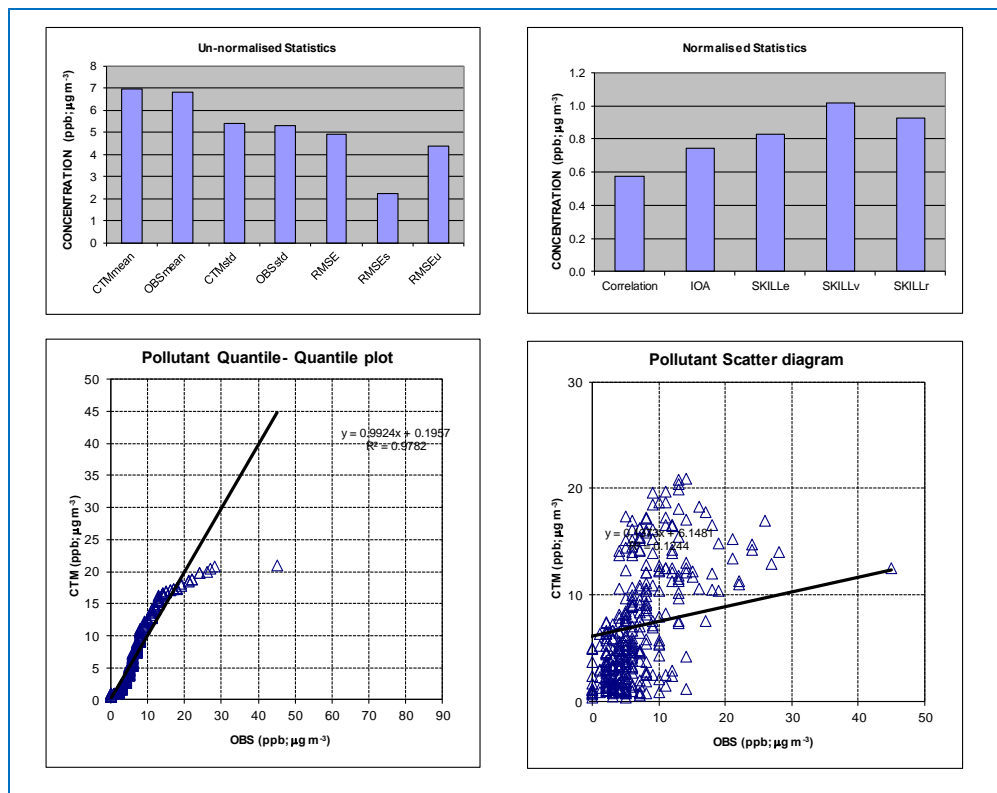 Un-normalised Statistics
CONCENTRATION (ppb; µg m-3)
8
7
6
5
4
3
2
1
0
CTMmean
OBSmean
CTMstd
OBSstd
RMSE
RMSEs
RMSEu
Normalised Statistics
CONCENTRATION (ppb; µg m-3)
1.2
1.0
0.8
0.6
0.4
0.2
0.0
Correlation IOA SKILLe SKILLv SKILLr
Pollutant Quantile- Quantile plot
CTM (ppb; µg m-3)
50
45
40
35
30
25
20
15
10
5
0
y = 0.9924x + 0.1957
R² = 0.9782
0 10 20 30 40 50 60 70 80 90
OBS (ppb; µg m-3)
Pollutant Scatter diagram
CTM (ppb; µg m-3)
30
20
10
0
0 10 20 30 40 50
OBS (ppb; µg m-3)